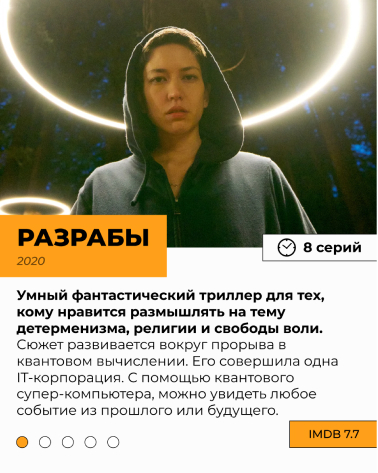 РАЗРАБЫ
2020
8 серий
Умный фантастический триллер для тех,
кому нравится размышлять на тему
детерменизма, религии и свободы воли.
Сюжет развивается вокруг прорыва в
квантовом вычислении. Его совершила одна
IT-корпорация. С помощью квантового
супер-компьютера, можно увидеть любое
событие из прошлого или будущего.
IMDB 7.7